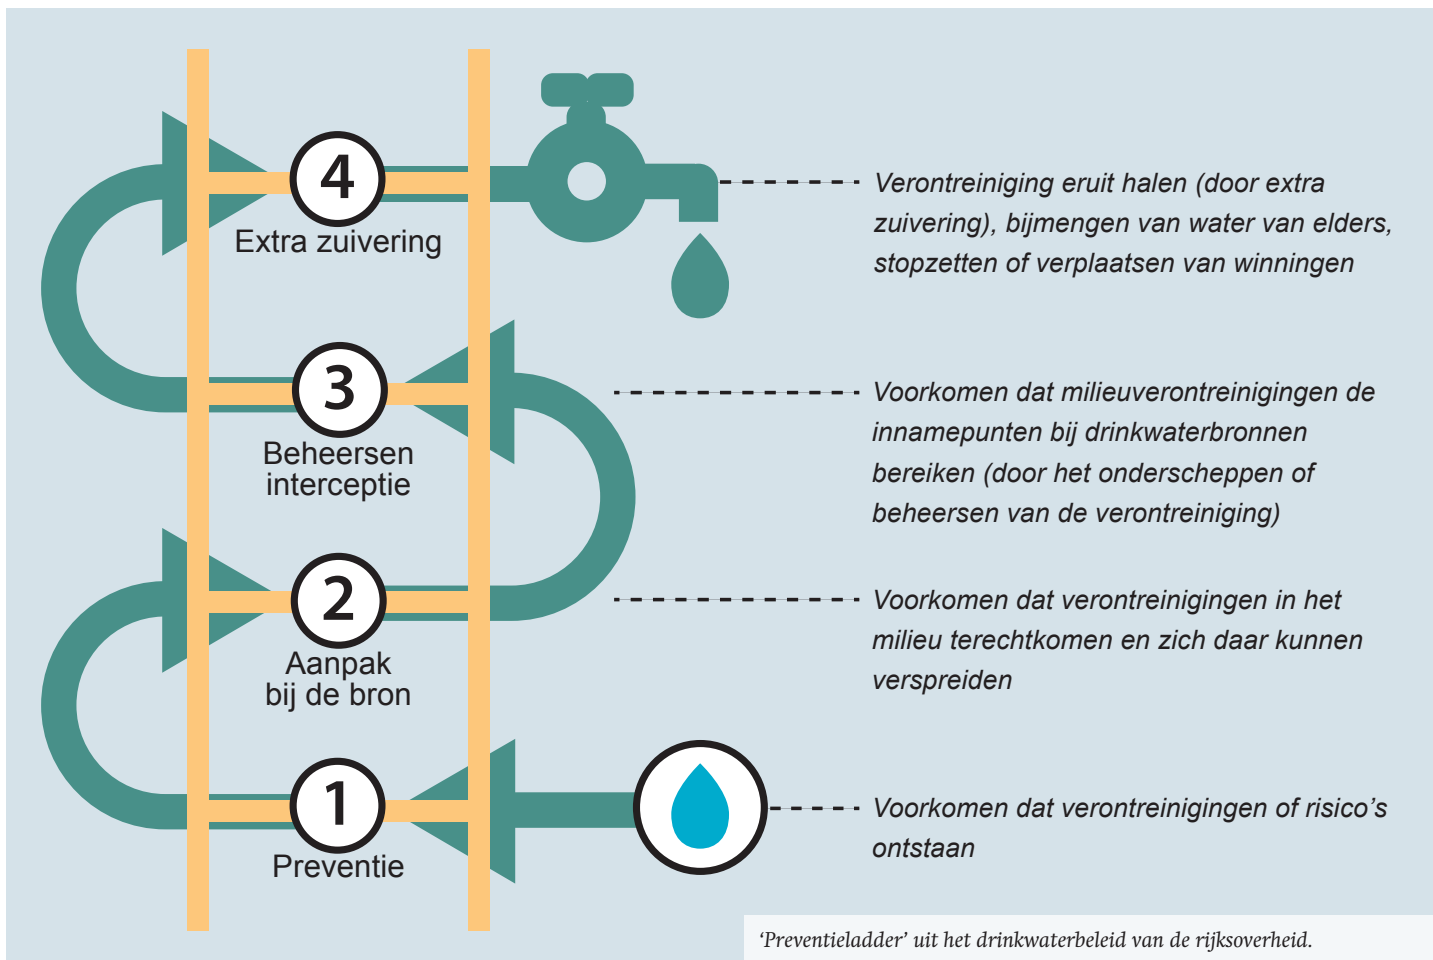 4
Extra zuivering
Verontreiniging eruit halen (door extra
zuivering), bijmengen van water van elders,
stopzetten of verplaatsen van winningen
3
Beheersen
interceptie
Voorkomen dat milieuverontreinigingen de
innamepunten bij drinkwaterbronnen
bereiken (door het onderscheppen of
beheersen van de verontreiniging)
2
Aanpak
bij de bron
Voorkomen dat verontreinigingen in het
milieu terechtkomen en zich daar kunnen
verspreiden
1
Preventie
Voorkomen dat verontreinigingen of risico’s
ontstaan
‘Preventieladder’ uit het drinkwaterbeleid van de rijksoverheid.